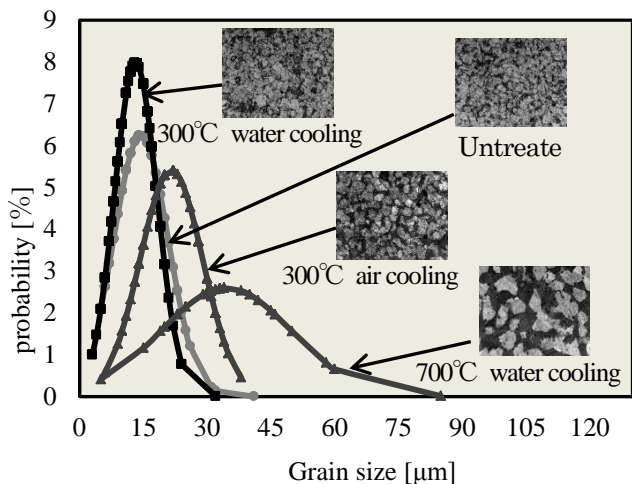 9
8
7
6
5
4
3
2
1
0
probability [%]
300℃ water cooling
Untreate
300℃ air cooling
700℃ water cooling
0 15 30 45 60 75 90 105 120
Grain size [μm]